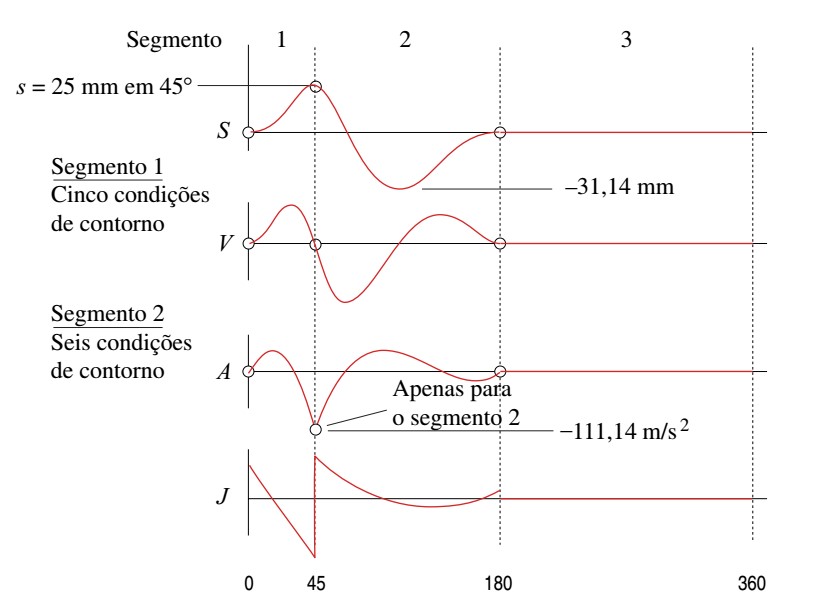 Segmento 1 2 3
s = 25 mm em 45°
S
−31,14 mm
Segmento 1
Cinco condições
de contorno
V
Segmento 2
Seis condições
de contorno
A
Apenas para
o segmento 2
−111,14 m/s²
J
0 45 180 360